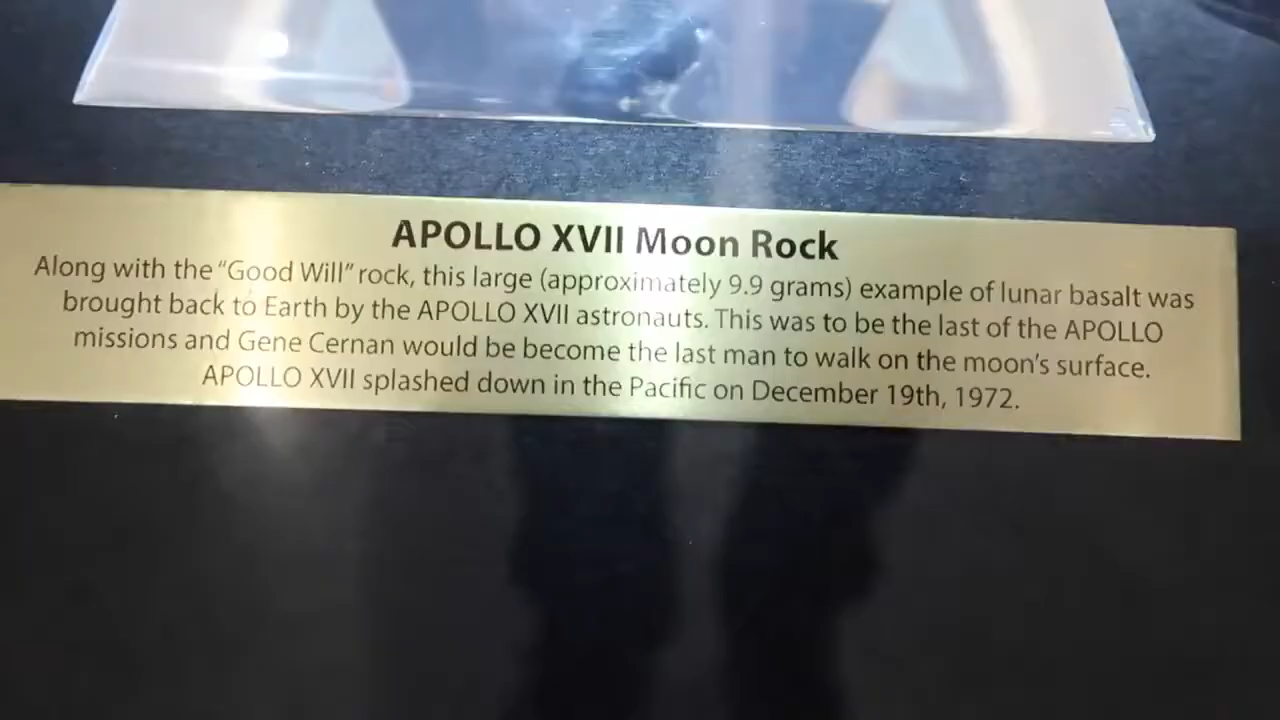 APOLLO XVII Moon Rock
Along with the “Good Will” rock, this large (approximately 9.9 grams) example of lunar basalt was
brought back to Earth by the APOLLO XVII astronauts. This was to be the last of the APOLLO
missions and Gene Cernan would be become the last man to walk on the moon’s surface.
APOLLO XVII splashed down in the Pacific on December 19th, 1972.